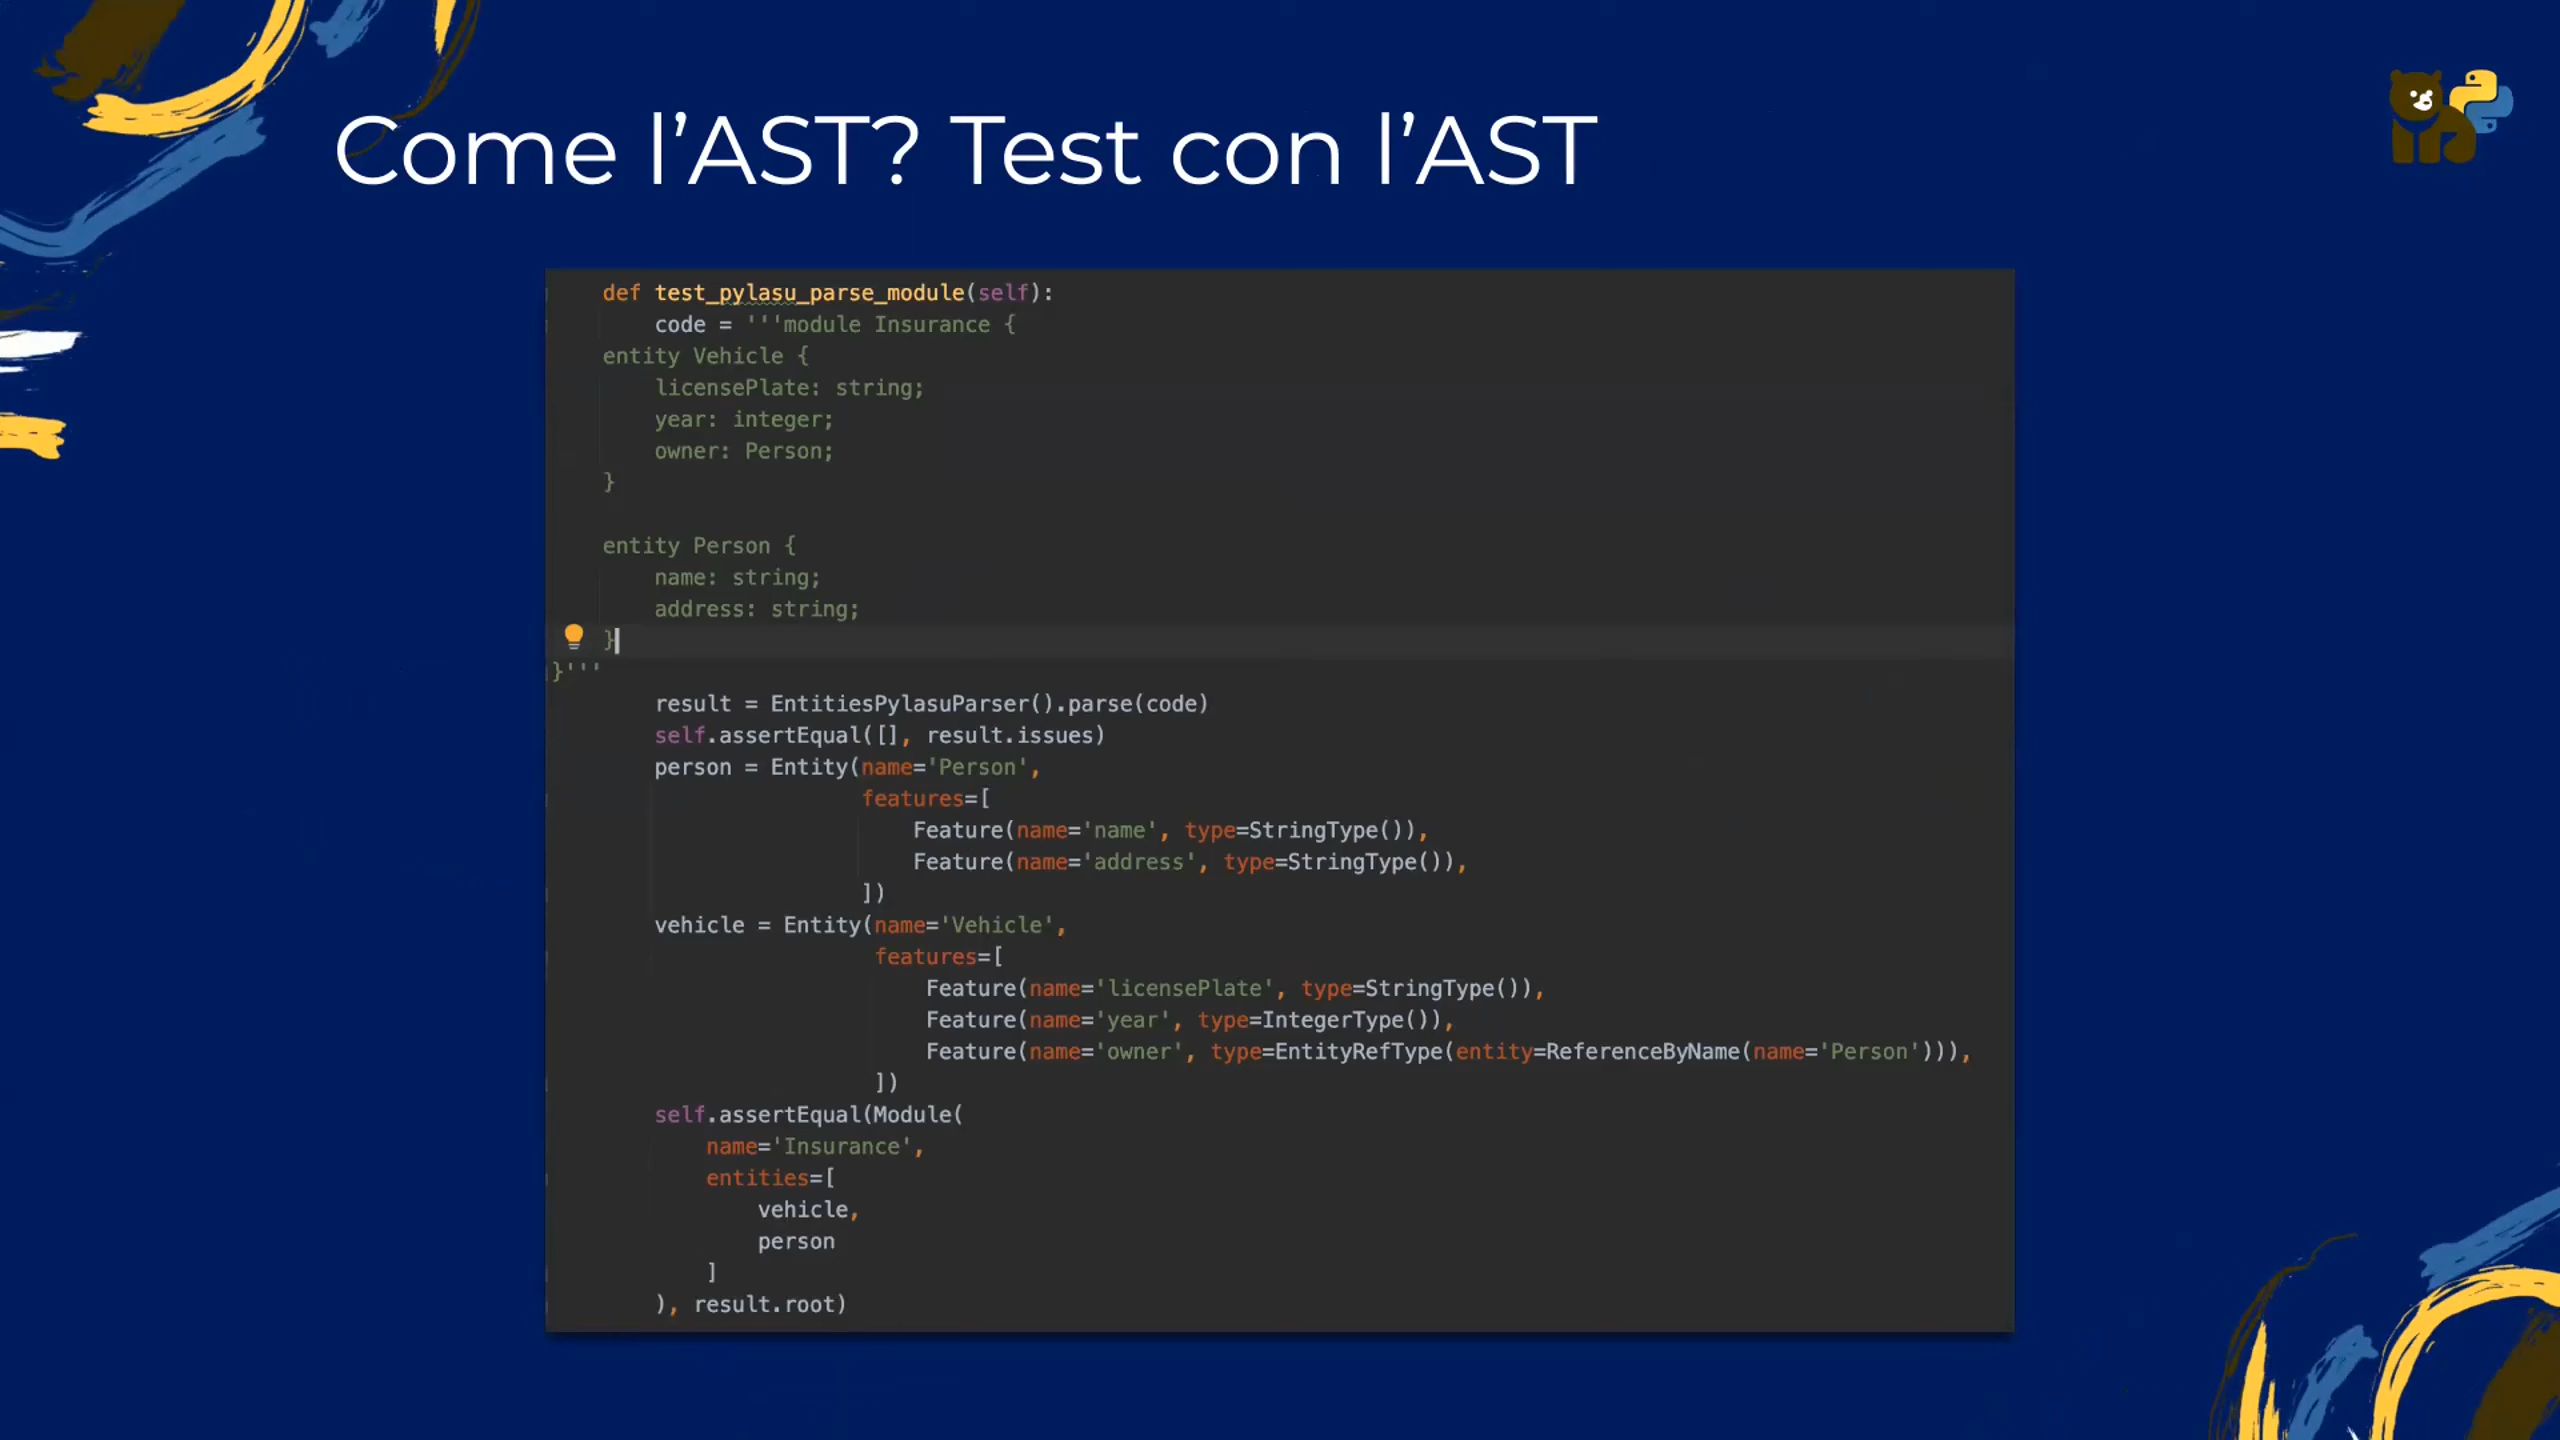 Come l’AST? Test con l’AST
def test_pylasu_parse_module(self):
code = '''module Insurance {
entity Vehicle {
licensePlate: string;
year: integer;
owner: Person;
}
entity Person {
name: string;
address: string;
}
}'''
result = EntitiesPylasuParser().parse(code)
self.assertEqual([], result.issues)
person = Entity(name='Person',
features=[
Feature(name='name', type=StringType()),
Feature(name='address', type=StringType()),
])
vehicle = Entity(name='Vehicle',
features=[
Feature(name='licensePlate', type=StringType()),
Feature(name='year', type=IntegerType()),
Feature(name='owner', type=EntityRefType(entity=ReferenceByName(name='Person'))),
])
self.assertEqual(Module(
name='Insurance',
entities=[
vehicle,
person
]
), result.root)